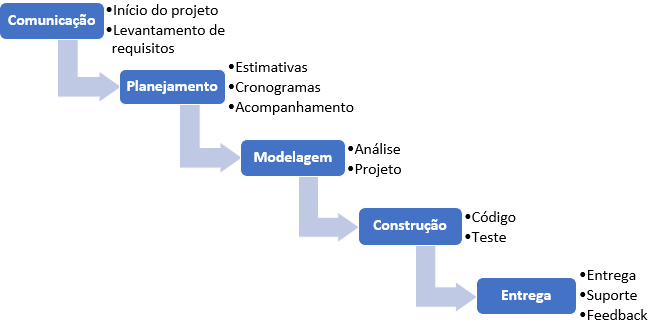 Comunicação
•Início do projeto
•Levantamento de
requisitos
Planejamento
•Estimativas
•Cronogramas
•Acompanhamento
Modelagem
•Análise
•Projeto
Construção
•Código
•Teste
Entrega
•Entrega
•Suporte
•Feedback